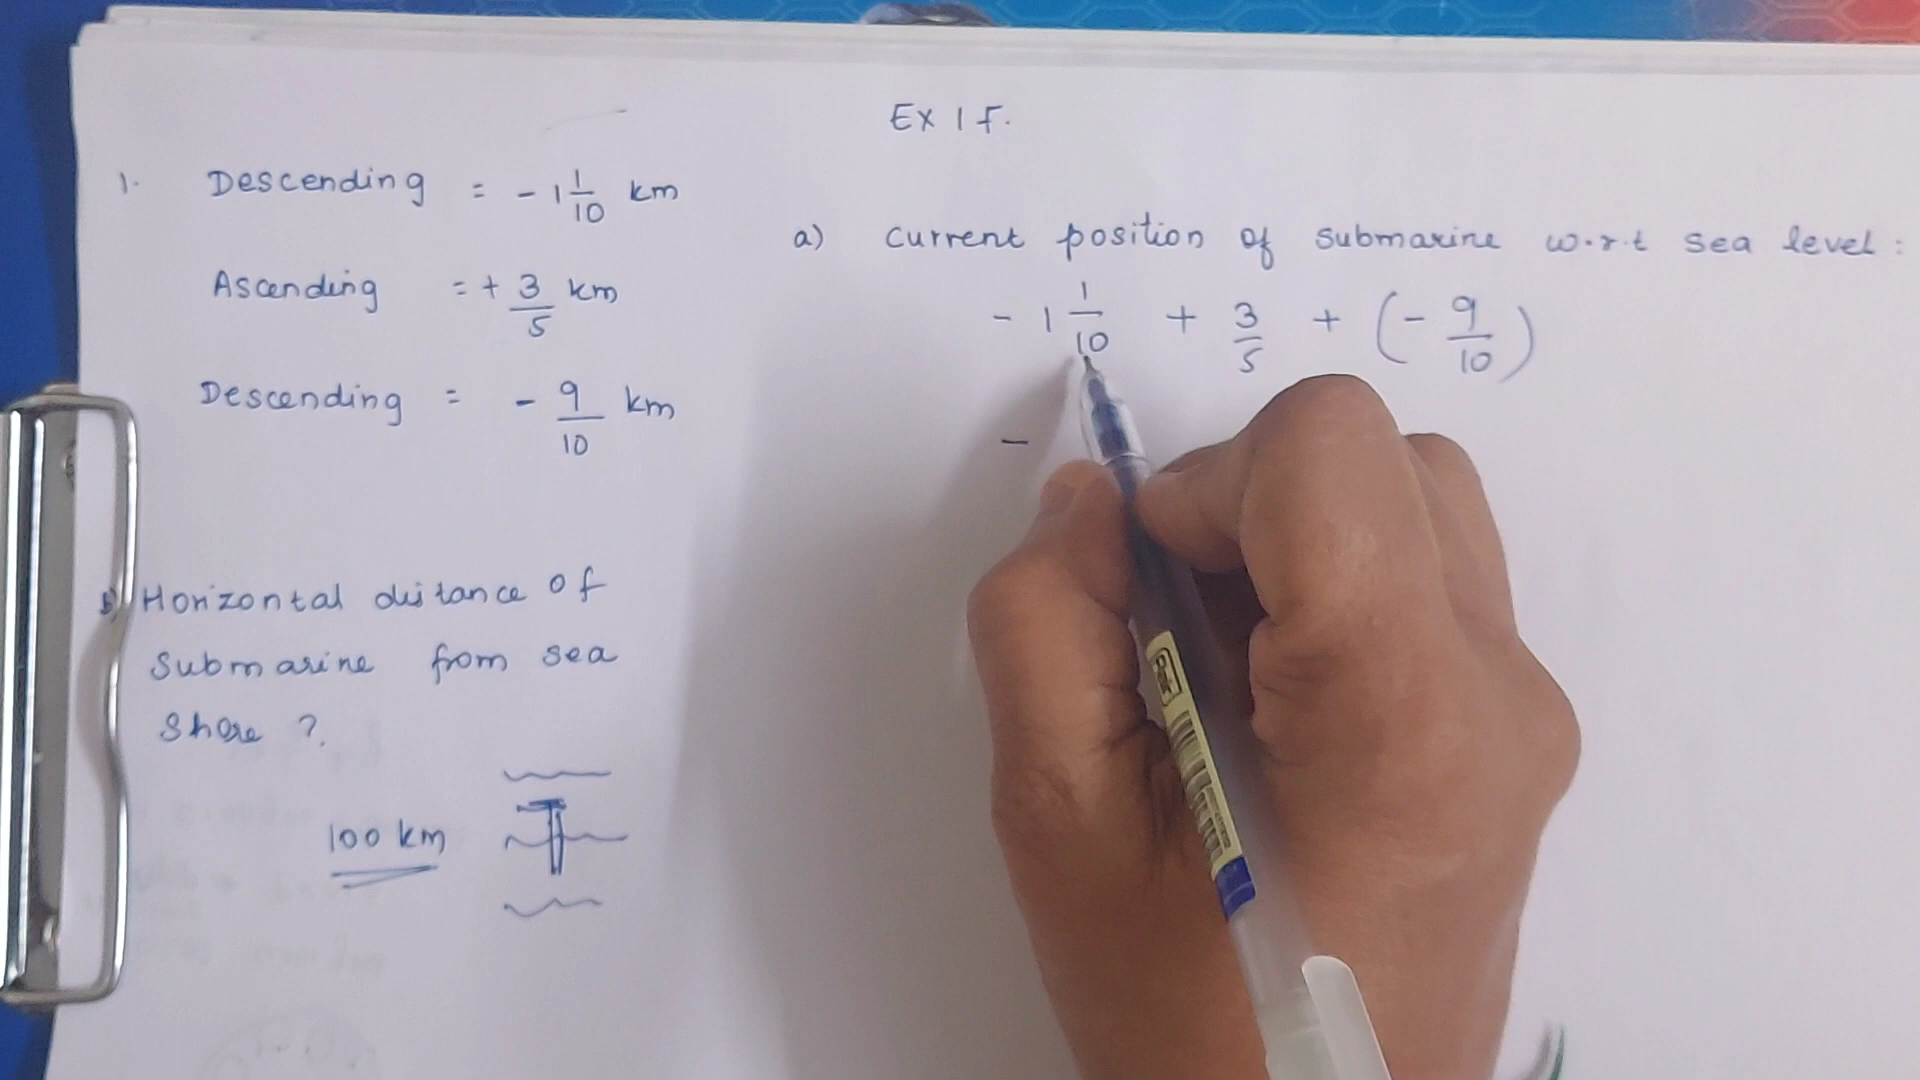 EX 1 F.
1. Descending = - 1 1/10 km
Ascending = + 3/5 km
Descending = - 9/10 km
b) Horizontal distance of
submarine from sea
shore ?
100 km
a) current position of submarine w.r.t sea level :
- 1 1/10 + 3/5 + (- 9/10)
-